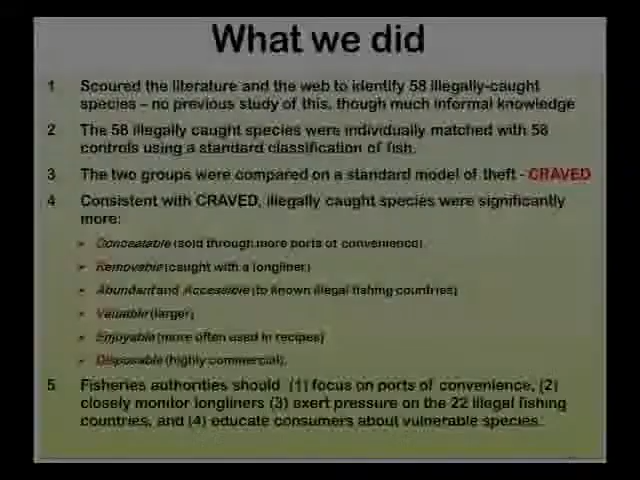 What we did
1 Scoured the literature and the web to identify 58 illegally-caught
species – no previous study of this, though much informal knowledge
2 The 58 illegally caught species were individually matched with 58
controls using a standard classification of fish.
3 The two groups were compared on a standard model of theft - CRAVED
4 Consistent with CRAVED, illegally caught species were significantly
more:
Concealable (sold through more ports of convenience)
Removable (caught with a longliner)
Abundant and Accessible (to known illegal fishing countries)
Valuable (larger)
Enjoyable (more often used in recipes)
Disposable (highly commercial).
5 Fisheries authorities should (1) focus on ports of convenience, (2)
closely monitor longliners (3) exert pressure on the 22 illegal fishing
countries, and (4) educate consumers about vulnerable species.